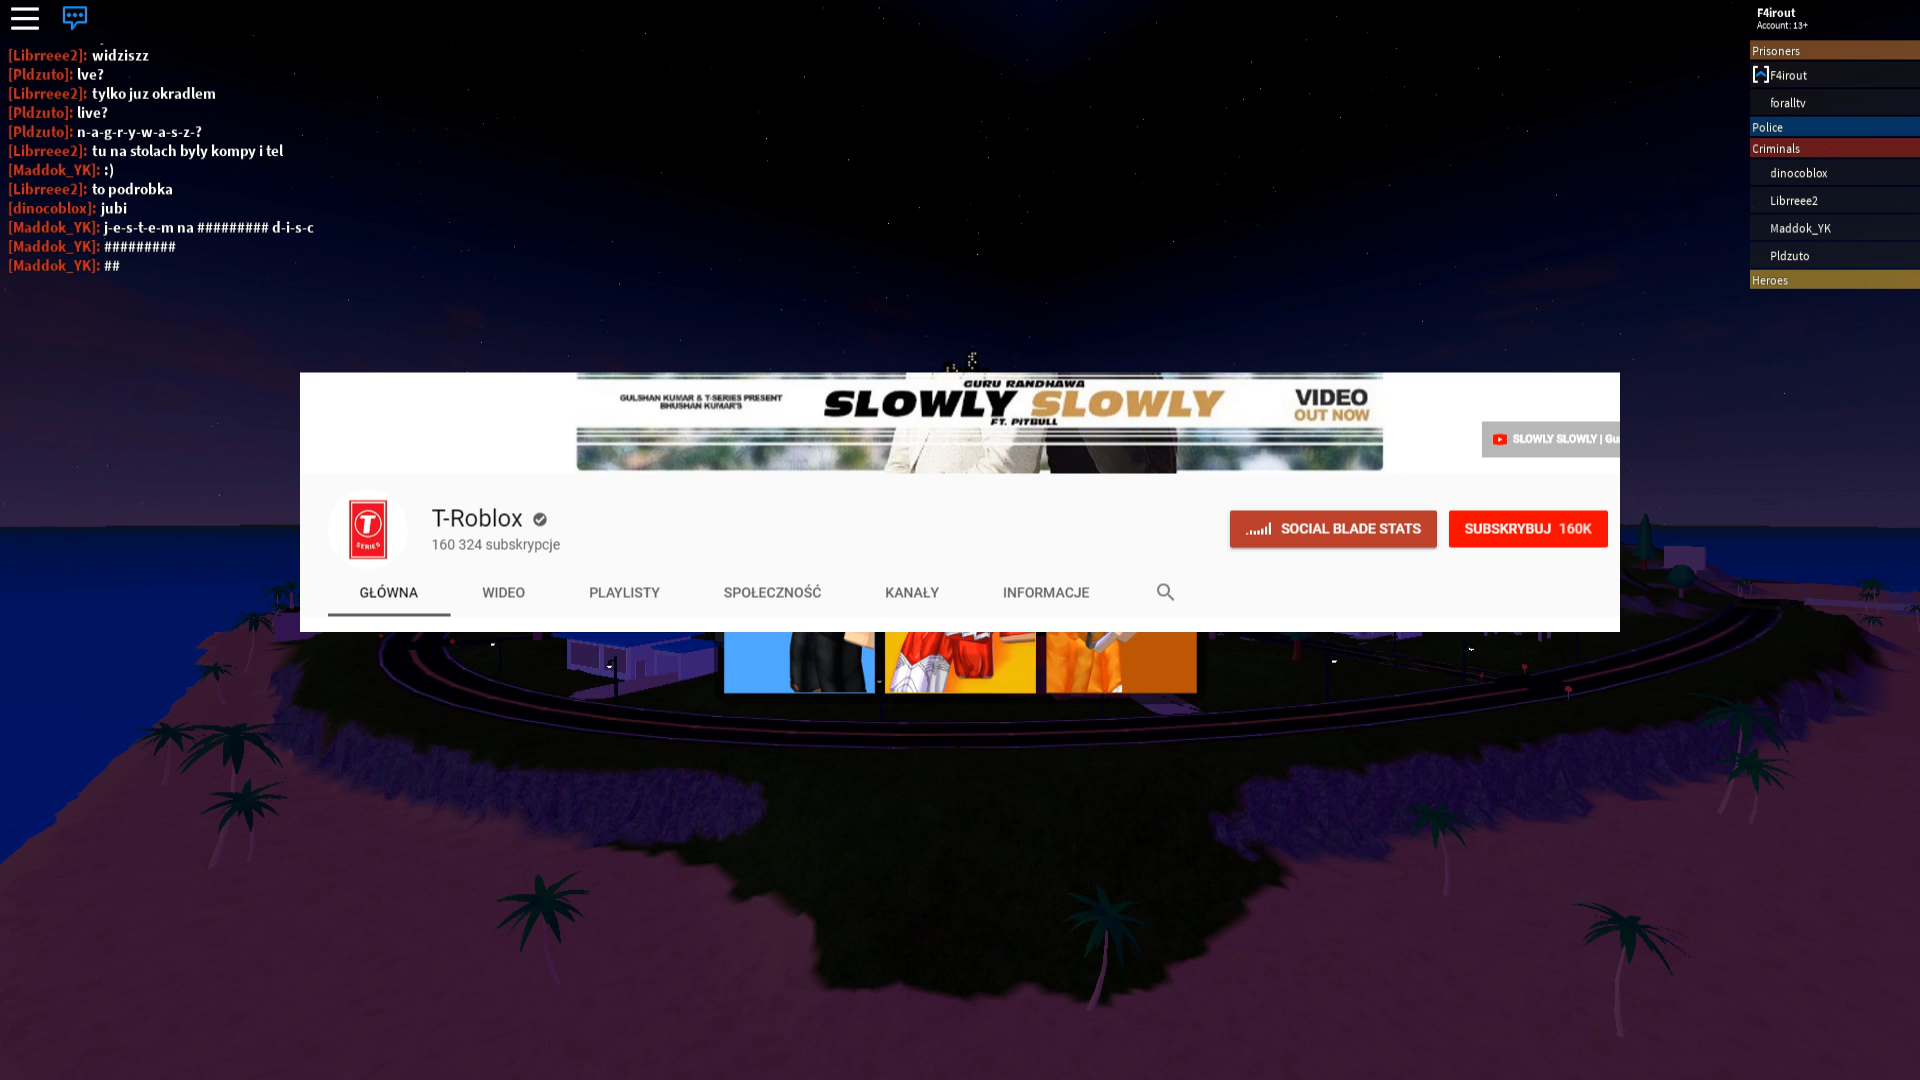 [Librreee2]: widziszz
[Pldzuto]: lve?
[Librreee2]: tylko juz okradlem
[Pldzuto]: live?
[Pldzuto]: n-a-g-r-y-w-a-s-z-?
[Librreee2]: tu na stolach byly kompy i tel
[Maddok_YK]: :)
[Librreee2]: to podrobka
[dinocoblox]: jubi
[Maddok_YK]: j-e-s-t-e-m na ######### d-i-s-c
[Maddok_YK]: #########
[Maddok_YK]: ##
F4irout
Account: 13+
Prisoners
F4irout
foralltv
Police
Criminals
dinocoblox
Librreee2
Maddok_YK
Pldzuto
Heroes
GULSHAN KUMAR & T-SERIES PRESENT
BHUSHAN KUMAR'S
GURU RANDHAWA
SLOWLY SLOWLY
FT. PITBULL
VIDEO
OUT NOW
SLOWLY SLOWLY | Gu
T
SERIES
T-Roblox
160 324 subskrypcje
SOCIAL BLADE STATS
SUBSKRYBUJ 160K
GŁÓWNA WIDEO PLAYLISTY SPOŁECZNOŚĆ KANAŁY INFORMACJE